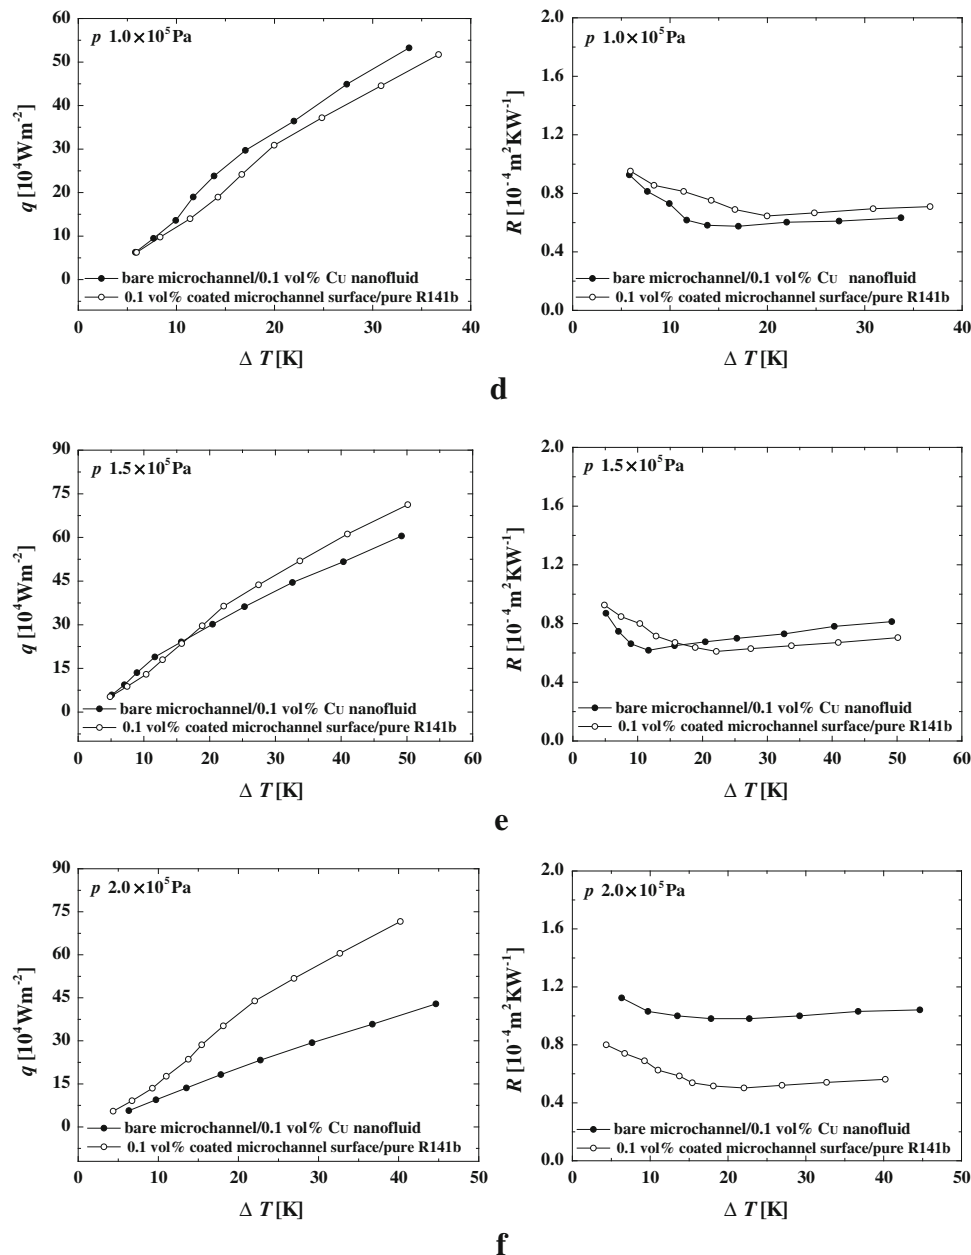 p 1.0×10⁵Pa
q [10⁴Wm⁻²]
60
50
40
30
20
10
0
bare microchannel/0.1 vol% Cu nanofluid
0.1 vol% coated microchannel surface/pure R141b
0 10 20 30 40
Δ T [K]
p 1.0×10⁵Pa
R [10⁻⁴m²KW⁻¹]
2.0
1.6
1.2
0.8
0.4
0.0
bare microchannel/0.1 vol% Cu nanofluid
0.1 vol% coated microchannel surface/pure R141b
0 10 20 30 40
Δ T [K]
d
p 1.5×10⁵Pa
q [10⁴Wm⁻²]
90
75
60
45
30
15
0
bare microchannel/0.1 vol% Cu nanofluid
0.1 vol% coated microchannel surface/pure R141b
0 10 20 30 40 50 60
Δ T [K]
p 1.5×10⁵Pa
R [10⁻⁴m²KW⁻¹]
2.0
1.6
1.2
0.8
0.4
0.0
bare microchannel/0.1 vol% Cu nanofluid
0.1 vol% coated microchannel surface/pure R141b
0 10 20 30 40 50 60
Δ T [K]
e
p 2.0×10⁵Pa
q [10⁴Wm⁻²]
90
75
60
45
30
15
0
bare microchannel/0.1 vol% Cu nanofluid
0.1 vol% coated microchannel surface/pure R141b
0 10 20 30 40 50
Δ T [K]
p 2.0×10⁵Pa
R [10⁻⁴m²KW⁻¹]
2.0
1.6
1.2
0.8
0.4
0.0
bare microchannel/0.1 vol% Cu nanofluid
0.1 vol% coated microchannel surface/pure R141b
0 10 20 30 40 50
Δ T [K]
f